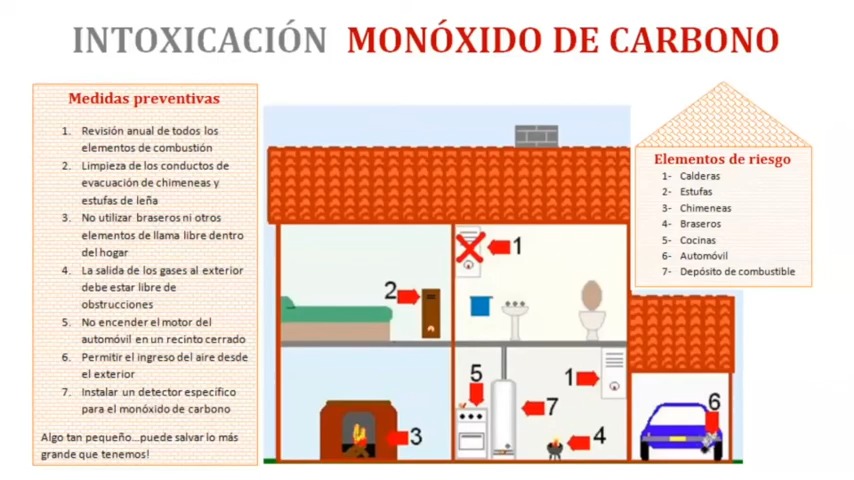 INTOXICACIÓN MONÓXIDO DE CARBONO
Medidas preventivas
1. Revisión anual de todos los
elementos de combustión
2. Limpieza de los conductos de
evacuación de chimeneas y
estufas de leña
3. No utilizar braseros ni otros
elementos de llama libre dentro
del hogar
4. La salida de los gases al exterior
debe estar libre de
obstrucciones
5. No encender el motor del
automóvil en un recinto cerrado
6. Permitir el ingreso del aire desde
el exterior
7. Instalar un detector específico
para el monóxido de carbono
Algo tan pequeño...puede salvar lo más
grande que tenemos!
1
2
5
1
7
3
4
6
Elementos de riesgo
1- Calderas
2- Estufas
3- Chimeneas
4- Braseros
5- Cocinas
6- Automóvil
7- Depósito de combustible